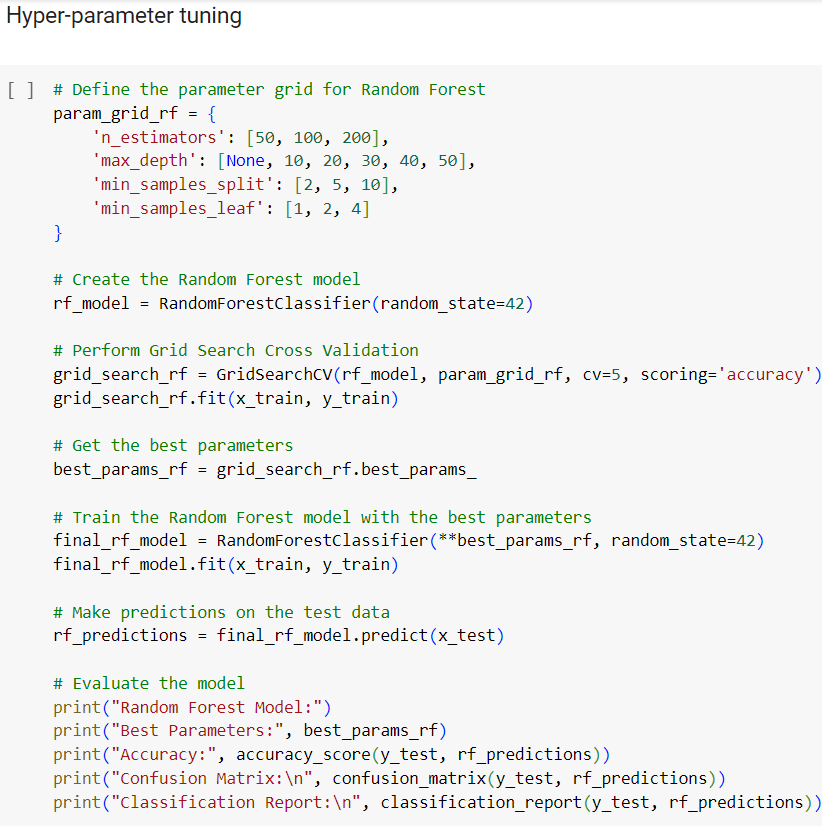 Hyper-parameter tuning
[ ] # Define the parameter grid for Random Forest
param_grid_rf = {
    'n_estimators': [50, 100, 200],
    'max_depth': [None, 10, 20, 30, 40, 50],
    'min_samples_split': [2, 5, 10],
    'min_samples_leaf': [1, 2, 4]
}
# Create the Random Forest model
rf_model = RandomForestClassifier(random_state=42)
# Perform Grid Search Cross Validation
grid_search_rf = GridSearchCV(rf_model, param_grid_rf, cv=5, scoring='accuracy')
grid_search_rf.fit(x_train, y_train)
# Get the best parameters
best_params_rf = grid_search_rf.best_params_
# Train the Random Forest model with the best parameters
final_rf_model = RandomForestClassifier(**best_params_rf, random_state=42)
final_rf_model.fit(x_train, y_train)
# Make predictions on the test data
rf_predictions = final_rf_model.predict(x_test)
# Evaluate the model
print("Random Forest Model:")
print("Best Parameters:", best_params_rf)
print("Accuracy:", accuracy_score(y_test, rf_predictions))
print("Confusion Matrix:\n", confusion_matrix(y_test, rf_predictions))
print("Classification Report:\n", classification_report(y_test, rf_predictions))